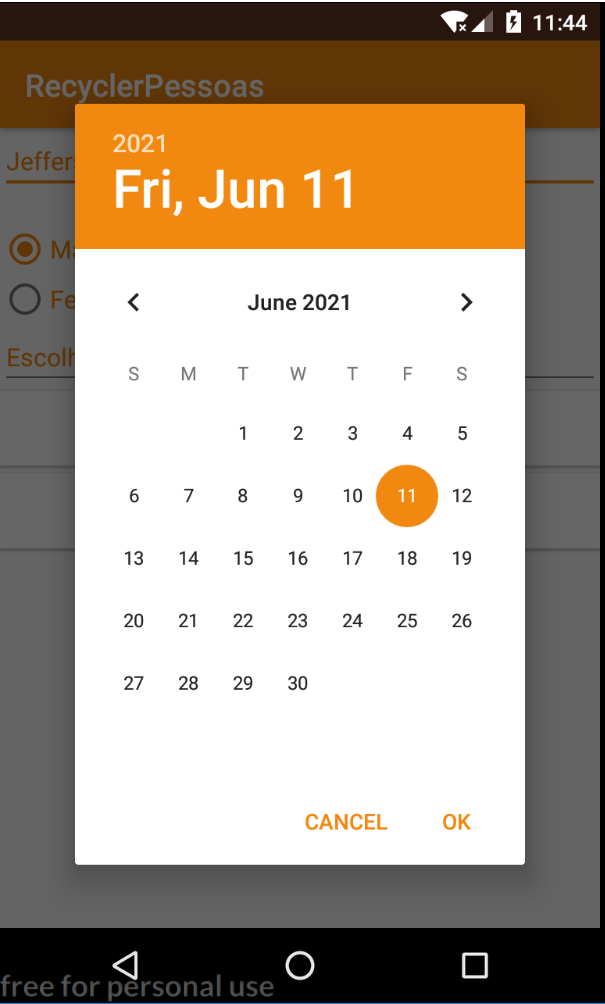 11:44
RecyclerPessoas
2021
Fri, Jun 11
June 2021
S M T W T F S
1 2 3 4 5
6 7 8 9 10 11 12
13 14 15 16 17 18 19
20 21 22 23 24 25 26
27 28 29 30
CANCEL OK
free for personal use